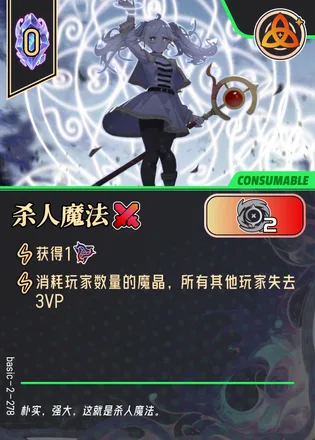 0
CONSUMABLE
杀人魔法
2
获得1
消耗玩家数量的魔晶，所有其他玩家失去
3VP
basic-2-278
朴实，强大，这就是杀人魔法。